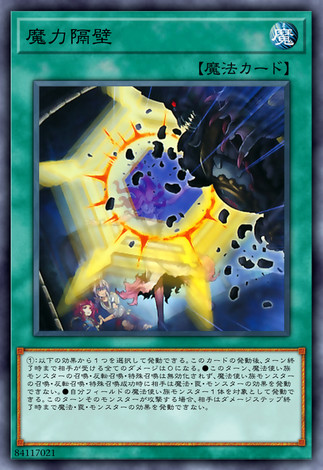 魔力隔壁
魔
【魔法カード】
①:以下の効果から1つを選択して発動できる。このカードの発動後、ターン終
了時まで相手が受ける全てのダメージは0になる。●このターン、魔法使い族
モンスターの召喚・反転召喚・特殊召喚は無効化されず、魔法使い族モンスター
の召喚・反転召喚・特殊召喚成功時に相手は魔法・罠・モンスターの効果を発動
できない。●自分フィールドの魔法使い族モンスター1体を対象として発動でき
る。このターンそのモンスターが攻撃する場合、相手はダメージステップ終
了時まで魔法・罠・モンスターの効果を発動できない。
84117021